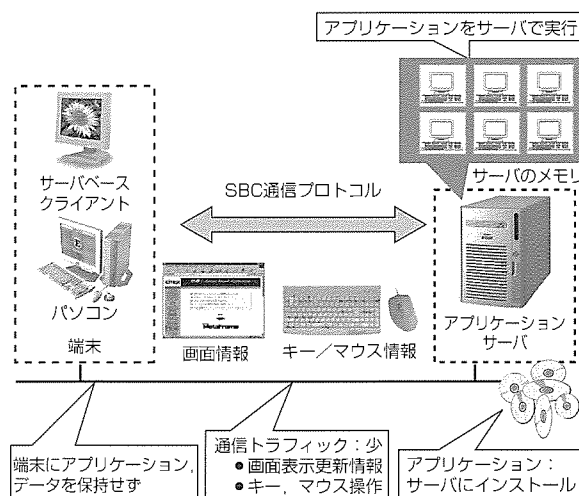 アプリケーションをサーバで実行
サーバのメモリ
サーバベース
クライアント
SBC通信プロトコル
パソコン
端末
画面情報
キー/マウス情報
アプリケーション
サーバ
端末にアプリケーション,
データを保持せず
通信トラフィック:少
●画面表示更新情報
●キー,マウス操作
アプリケーション:
サーバにインストール